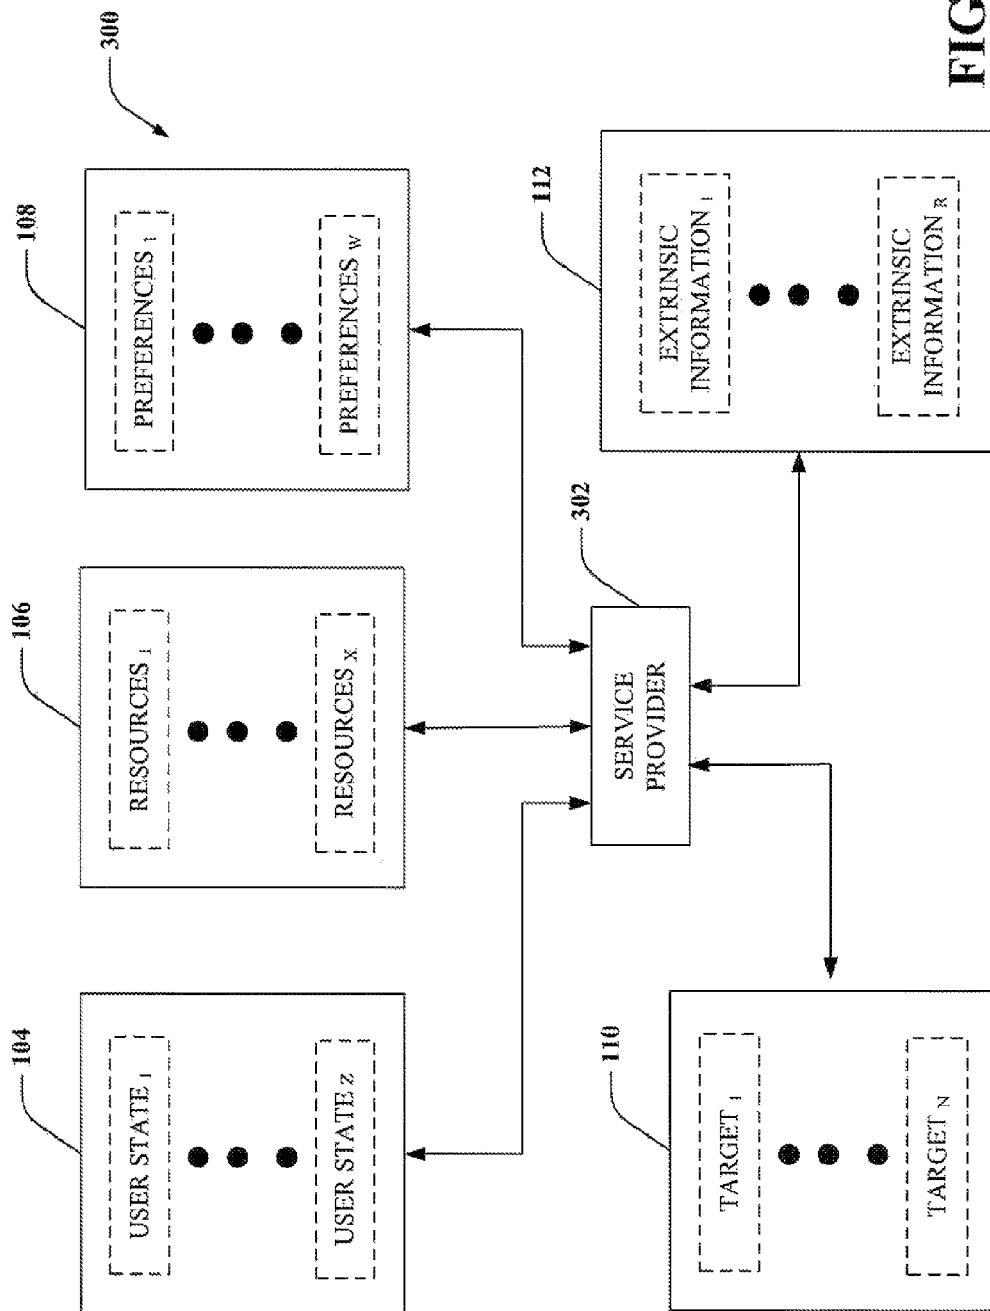 300
104
USER STATE 1
USER STATE Z
106
RESOURCES 1
RESOURCES X
108
PREFERENCES 1
PREFERENCES W
302
SERVICE
PROVIDER
110
TARGET 1
TARGET N
112
EXTRINSIC
INFORMATION 1
EXTRINSIC
INFORMATION R
FIG